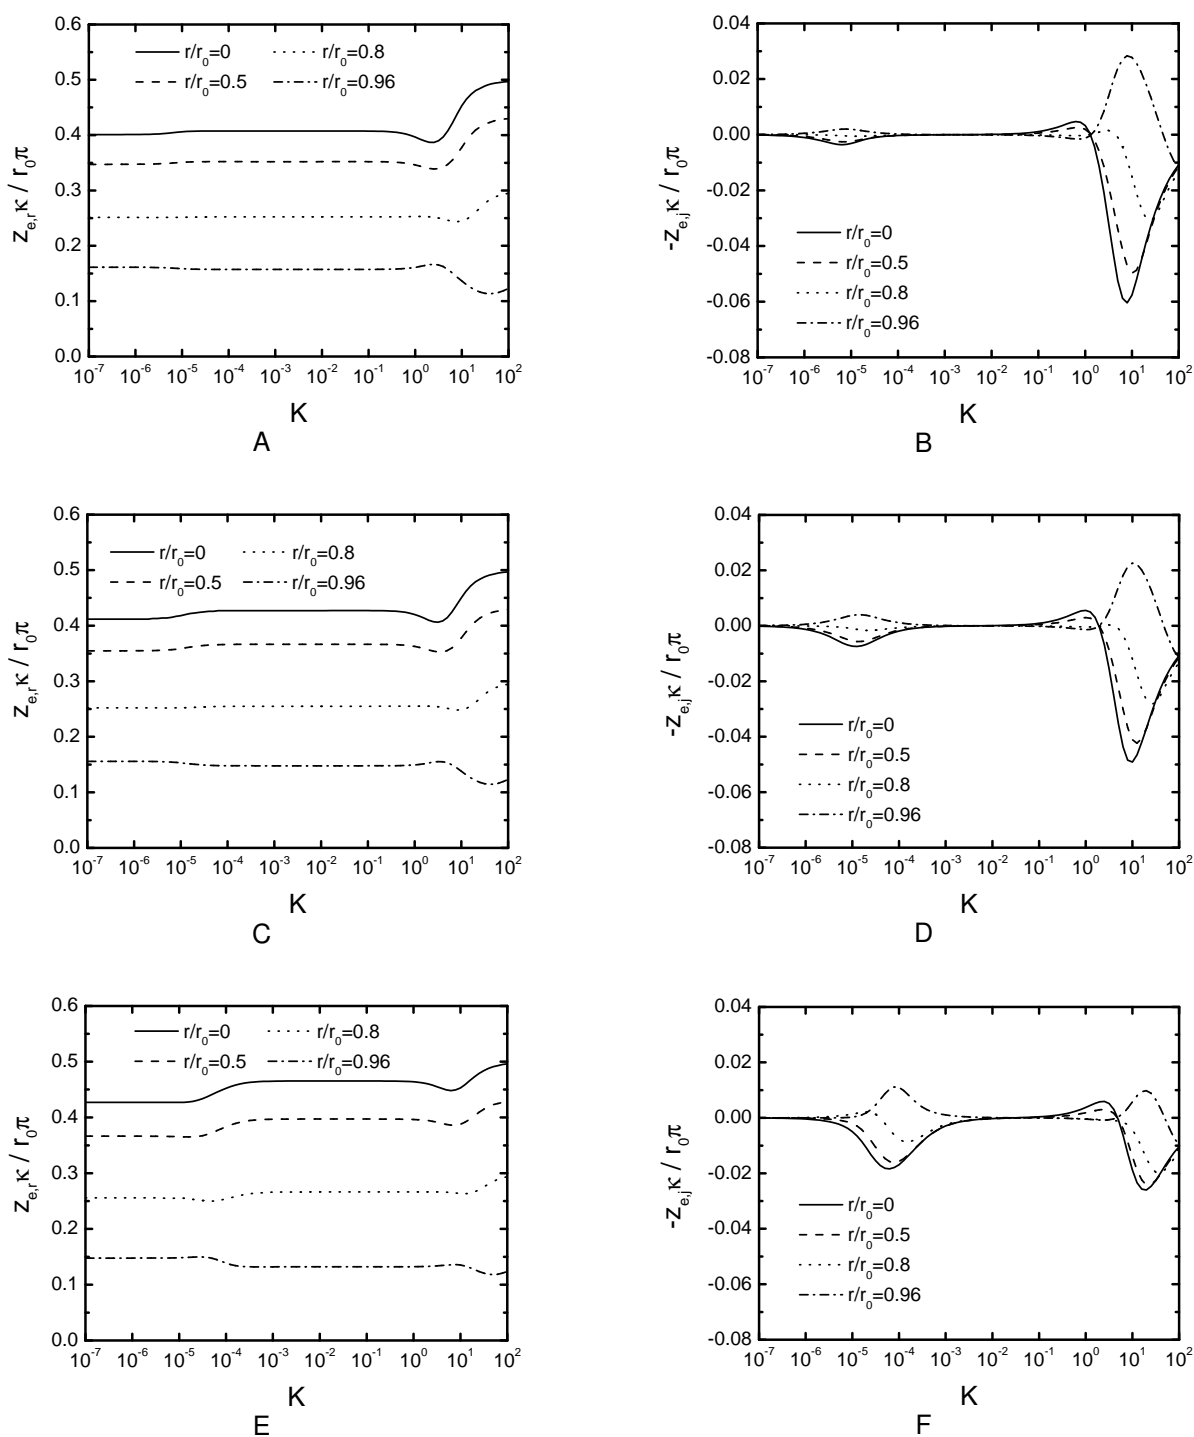 0.6
0.5
0.4
0.3
0.2
0.1
0.0
z_{e,r}κ / r_0π
r/r_0=0
r/r_0=0.8
r/r_0=0.5
r/r_0=0.96
10^{-7} 10^{-6} 10^{-5} 10^{-4} 10^{-3} 10^{-2} 10^{-1} 10^0 10^1 10^2
K
A
0.04
0.02
0.00
-0.02
-0.04
-0.06
-0.08
-z_{e,j}κ / r_0π
r/r_0=0
r/r_0=0.5
r/r_0=0.8
r/r_0=0.96
10^{-7} 10^{-6} 10^{-5} 10^{-4} 10^{-3} 10^{-2} 10^{-1} 10^0 10^1 10^2
K
B
0.6
0.5
0.4
0.3
0.2
0.1
0.0
z_{e,r}κ / r_0π
r/r_0=0
r/r_0=0.8
r/r_0=0.5
r/r_0=0.96
10^{-7} 10^{-6} 10^{-5} 10^{-4} 10^{-3} 10^{-2} 10^{-1} 10^0 10^1 10^2
K
C
0.04
0.02
0.00
-0.02
-0.04
-0.06
-0.08
-z_{e,j}κ / r_0π
r/r_0=0
r/r_0=0.5
r/r_0=0.8
r/r_0=0.96
10^{-7} 10^{-6} 10^{-5} 10^{-4} 10^{-3} 10^{-2} 10^{-1} 10^0 10^1 10^2
K
D
0.6
0.5
0.4
0.3
0.2
0.1
0.0
z_{e,r}κ / r_0π
r/r_0=0
r/r_0=0.8
r/r_0=0.5
r/r_0=0.96
10^{-7} 10^{-6} 10^{-5} 10^{-4} 10^{-3} 10^{-2} 10^{-1} 10^0 10^1 10^2
K
E
0.04
0.02
0.00
-0.02
-0.04
-0.06
-0.08
-z_{e,j}κ / r_0π
r/r_0=0
r/r_0=0.5
r/r_0=0.8
r/r_0=0.96
10^{-7} 10^{-6} 10^{-5} 10^{-4} 10^{-3} 10^{-2} 10^{-1} 10^0 10^1 10^2
K
F